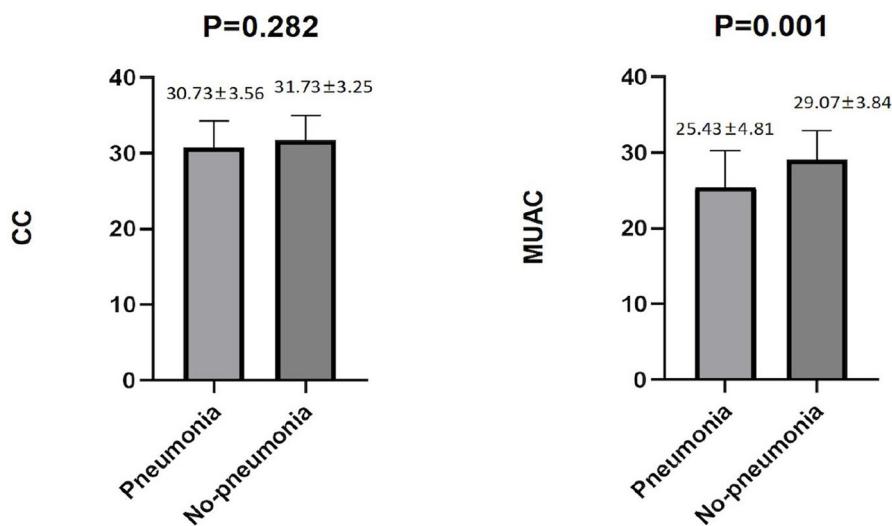 P=0.282
40
30.73±3.56
31.73±3.25
30
CC
20
10
0
Pneumonia
No-pneumonia
P=0.001
40
29.07±3.84
25.43±4.81
30
MUAC
20
10
0
Pneumonia
No-pneumonia